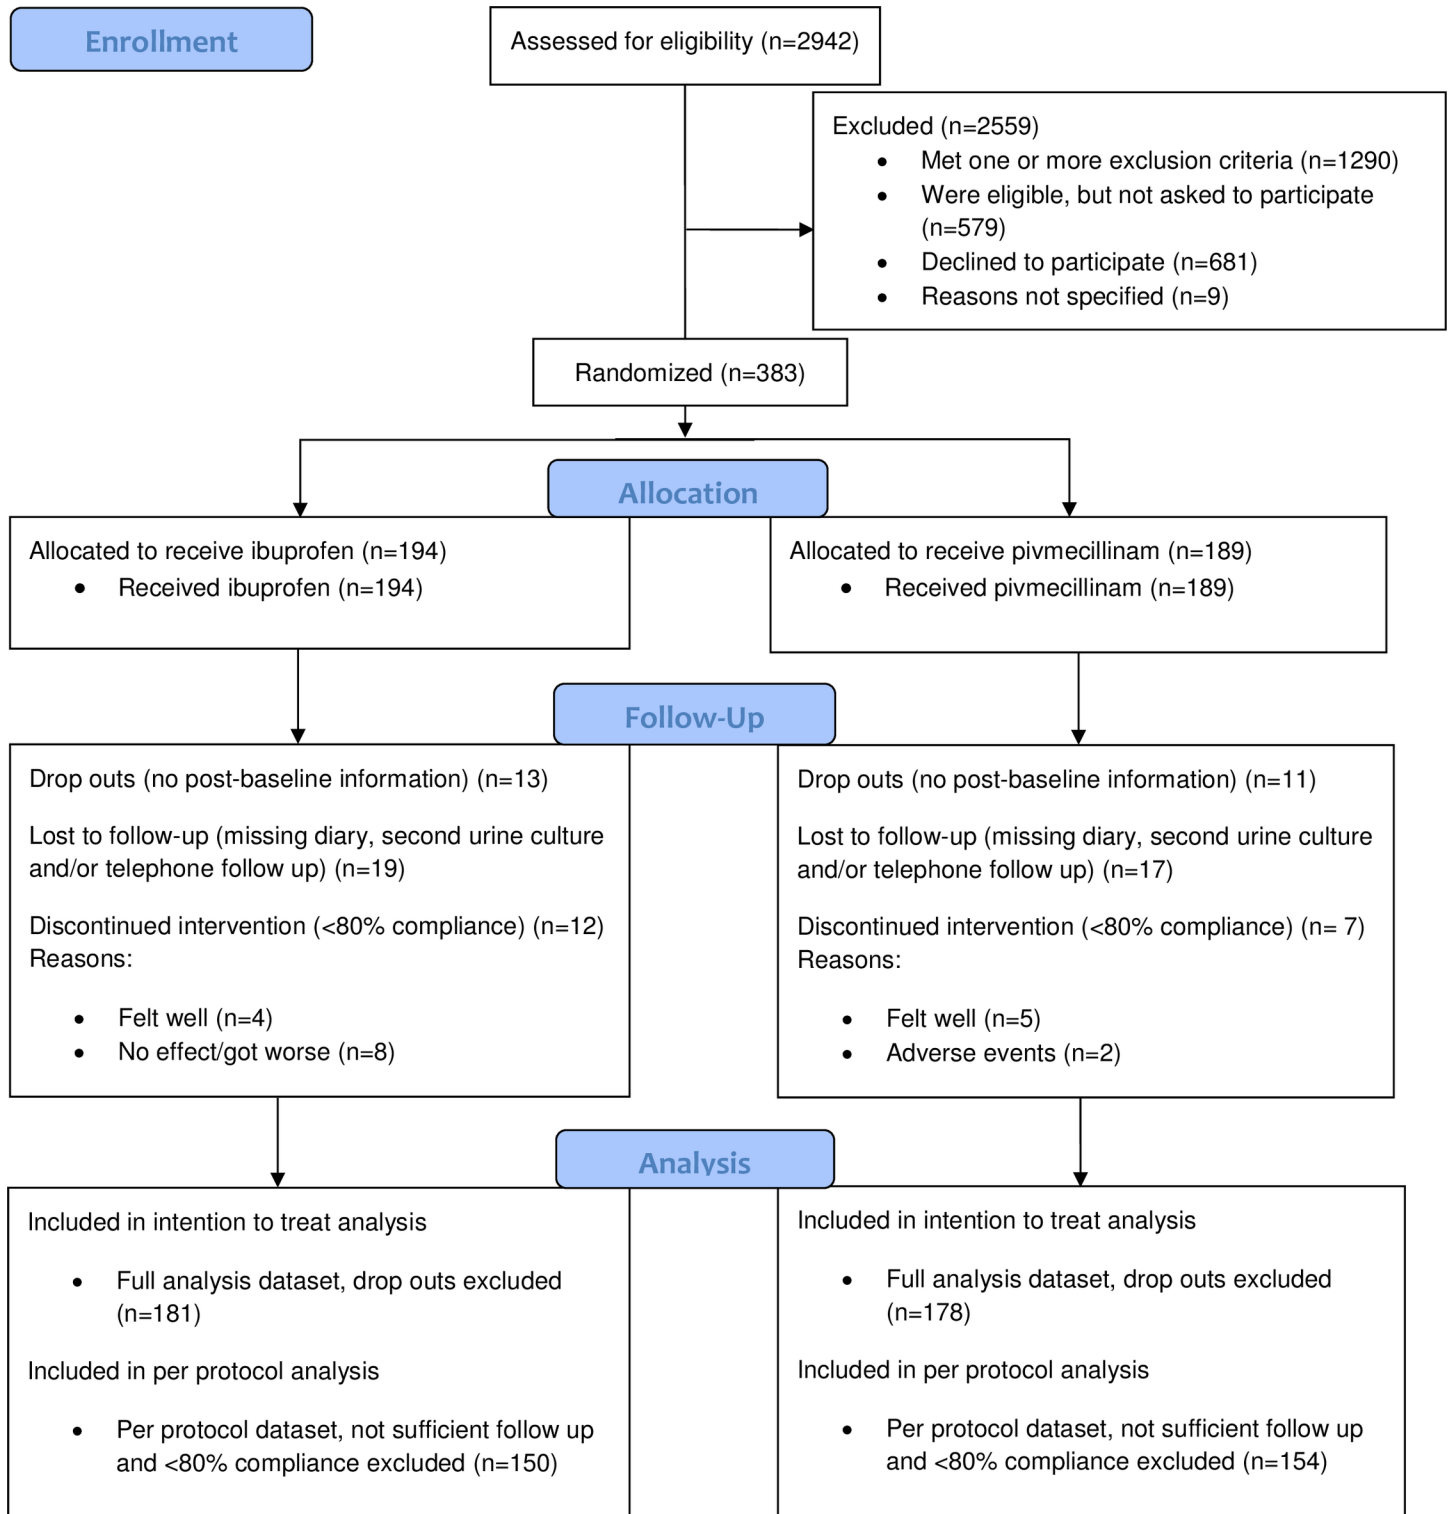 Enrollment
Assessed for eligibility (n=2942)
Excluded (n=2559)
• Met one or more exclusion criteria (n=1290)
• Were eligible, but not asked to participate
(n=579)
• Declined to participate (n=681)
• Reasons not specified (n=9)
Randomized (n=383)
Allocation
Allocated to receive ibuprofen (n=194)
• Received ibuprofen (n=194)
Allocated to receive pivmecillinam (n=189)
• Received pivmecillinam (n=189)
Follow-Up
Drop outs (no post-baseline information) (n=13)
Lost to follow-up (missing diary, second urine culture
and/or telephone follow up) (n=19)
Discontinued intervention (<80% compliance) (n=12)
Reasons:
• Felt well (n=4)
• No effect/got worse (n=8)
Drop outs (no post-baseline information) (n=11)
Lost to follow-up (missing diary, second urine culture
and/or telephone follow up) (n=17)
Discontinued intervention (<80% compliance) (n= 7)
Reasons:
• Felt well (n=5)
• Adverse events (n=2)
Analysis
Included in intention to treat analysis
• Full analysis dataset, drop outs excluded
(n=181)
Included in per protocol analysis
• Per protocol dataset, not sufficient follow up
and <80% compliance excluded (n=150)
Included in intention to treat analysis
• Full analysis dataset, drop outs excluded
(n=178)
Included in per protocol analysis
• Per protocol dataset, not sufficient follow up
and <80% compliance excluded (n=154)